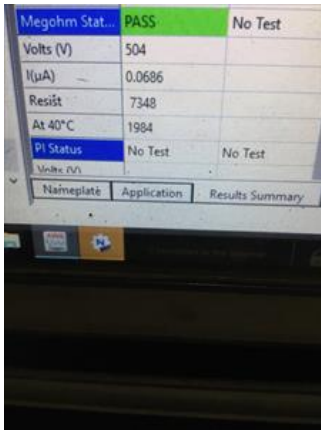 Megohm Stat... PASS No Test
Volts (V) 504
I(µA) 0.0686
Resist 7348
At 40°C 1984
PI Status No Test No Test
Volts (V)
Nameplate Application Results Summary